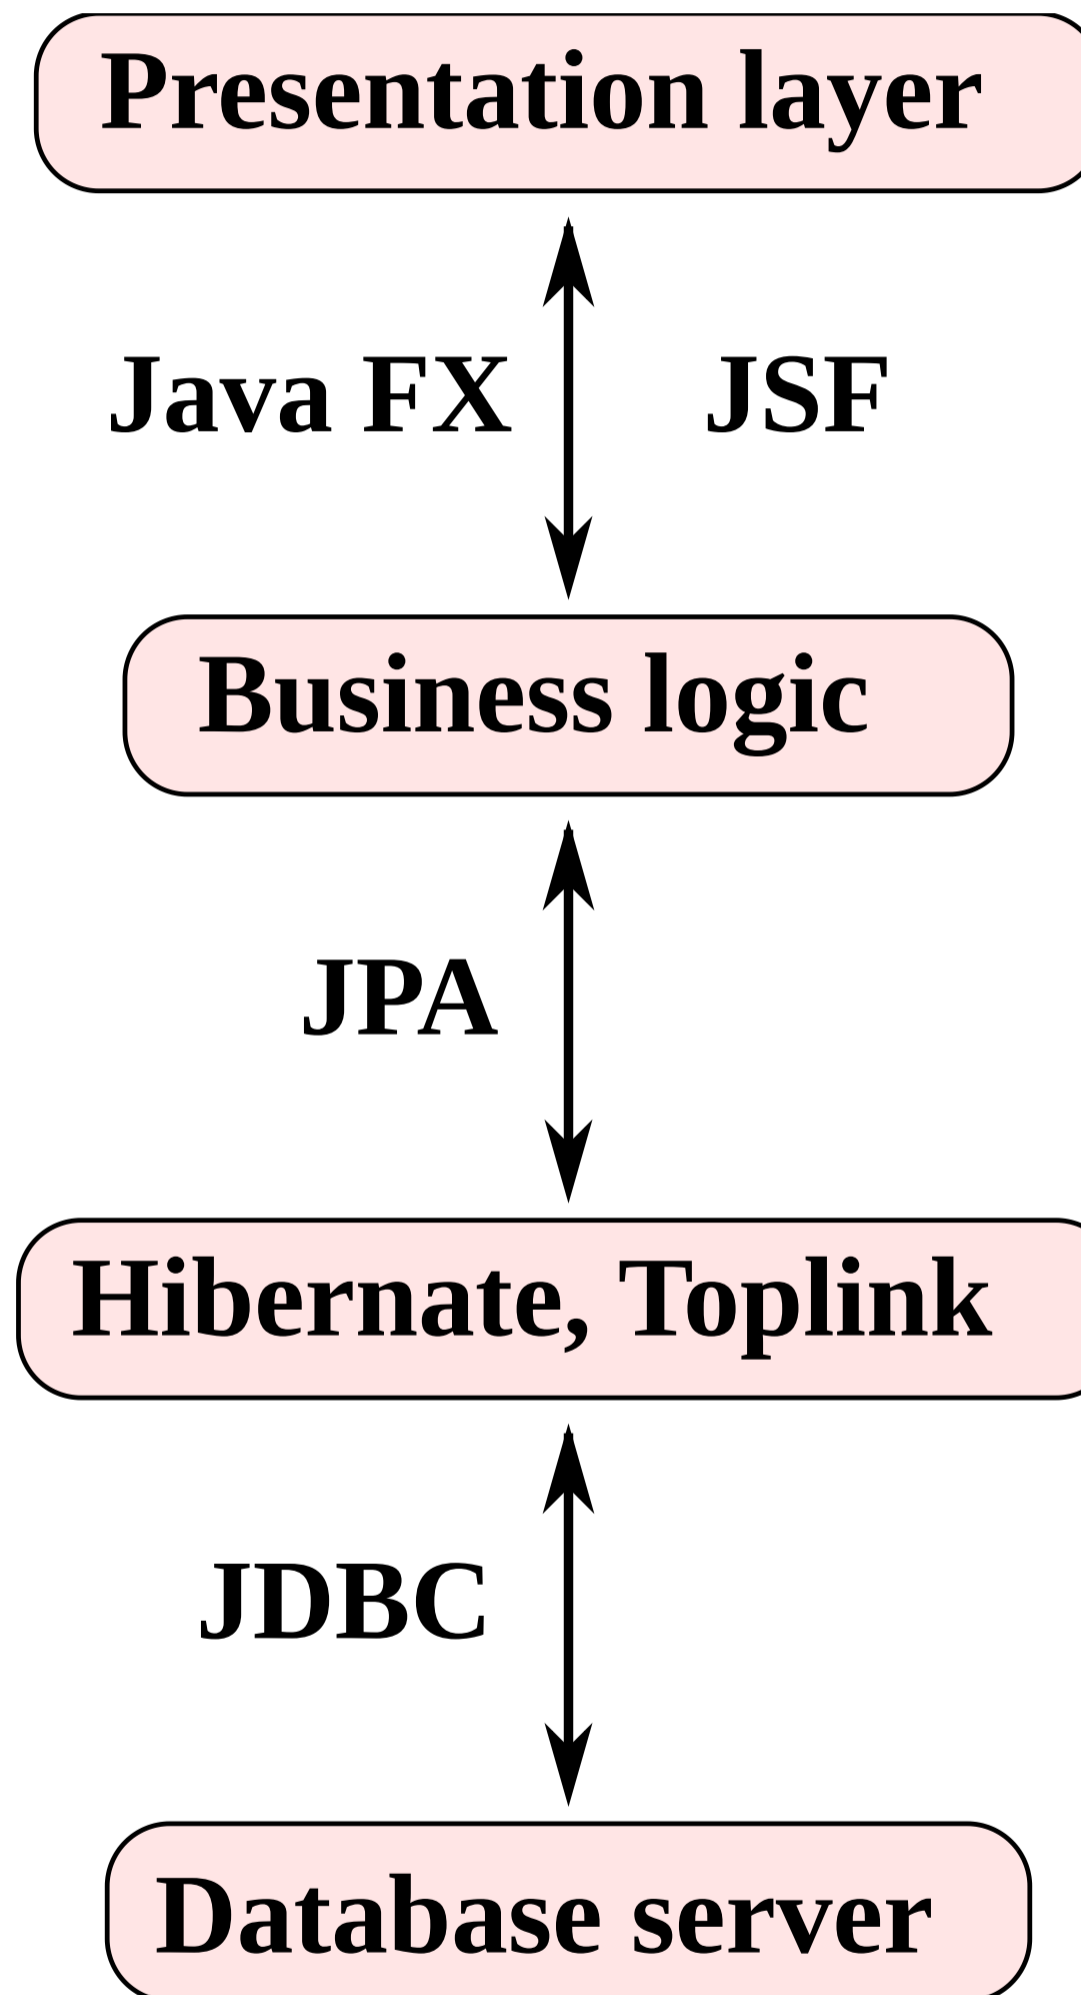 Presentation layer
Java FX JSF
Business logic
JPA
Hibernate, Toplink
JDBC
Database server